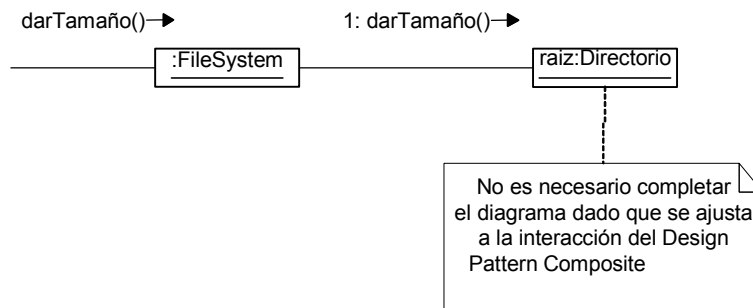 darTamaño()
1: darTamaño()
:FileSystem
raiz:Directorio
No es necesario completar
el diagrama dado que se ajusta
a la interacción del Design
Pattern Composite